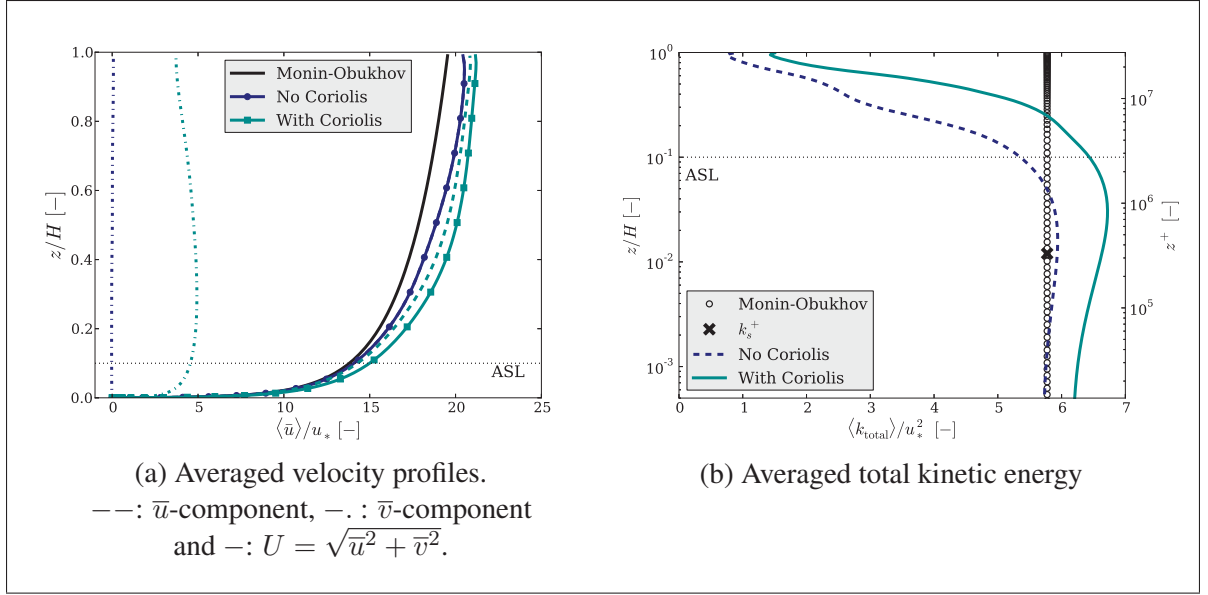 1.0
0.8
0.6
0.4
0.2
0.0
z/H [−]
Monin-Obukhov
No Coriolis
With Coriolis
ASL
0 5 10 15 20 25
⟨ū⟩/u* [−]
(a) Averaged velocity profiles.
−−: u̅-component, −. : v̅-component
and −: U = √(u̅² + v̅²).
10⁰
10⁻¹
10⁻²
10⁻³
z/H [−]
ASL
Monin-Obukhov
kₛ⁺
No Coriolis
With Coriolis
10⁷
10⁶
10⁵
z⁺ [−]
0 1 2 3 4 5 6 7
⟨k_total⟩/u*² [−]
(b) Averaged total kinetic energy